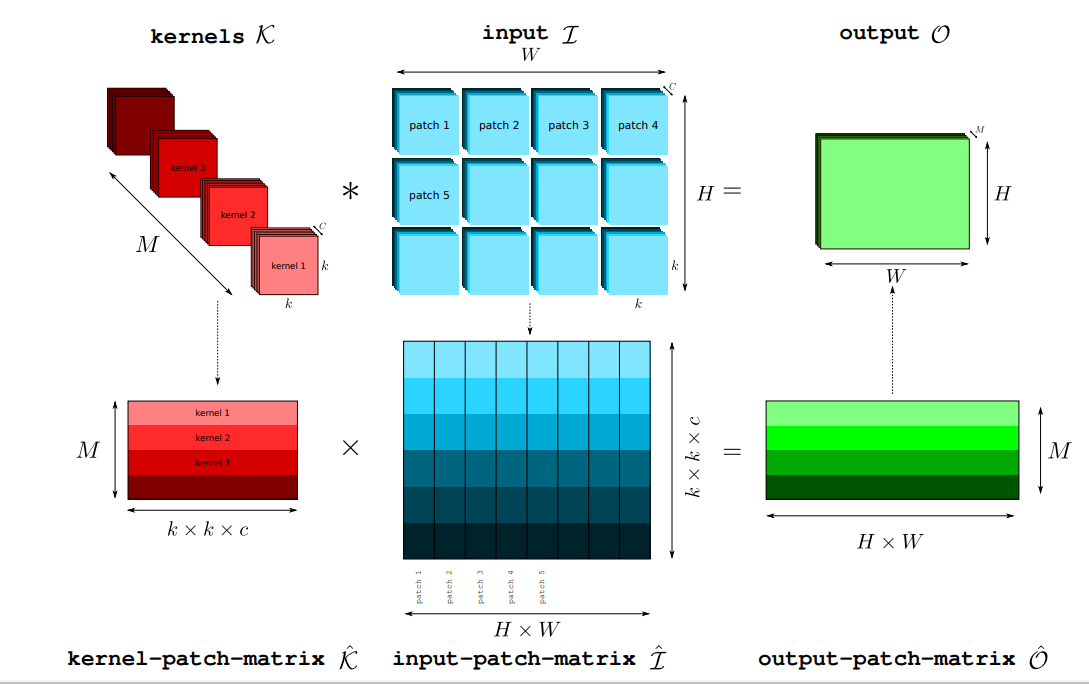 kernels 𝒦
input ℐ
output 𝒪
W
C
patch 1 patch 2 patch 3 patch 4
patch 5
H
k
k
kernel 3
kernel 2
kernel 1
C
k
k
M
*
=
M
H
W
kernel 1
kernel 2
kernel 3
M
k × k × c
×
k × k × c
patch 1
patch 2
patch 3
patch 4
patch 5
H × W
=
M
H × W
kernel-patch-matrix 𝒦̂
input-patch-matrix ℐ̂
output-patch-matrix 𝒪̂